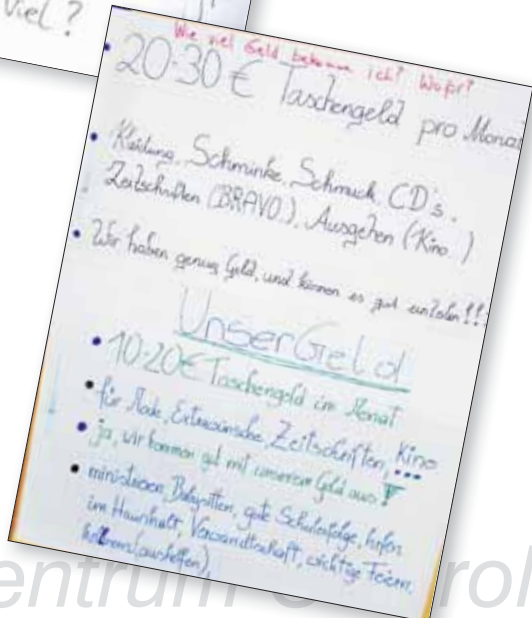 viel?
Wie viel Geld bekomme ich? Wofür?
20-30 € Taschengeld pro Monat
Kleidung, Schminke, Schmuck, CD's,
Zeitschriften (BRAVO..), Ausgehen (Kino..)
Wir haben genug Geld, und können es gut einteilen!!!
Unser Geld
10-20€ Taschengeld im Monat
für Mode, Extrawünsche, Zeitschriften, Kino ...
ja, wir kommen gut mit unserem Geld aus!
ministrieren, Babysitten, gute Schulerfolge, helfen
im Haushalt, Verwandtschaft, wichtige Feiern,
(aushelfen)
entrum rol